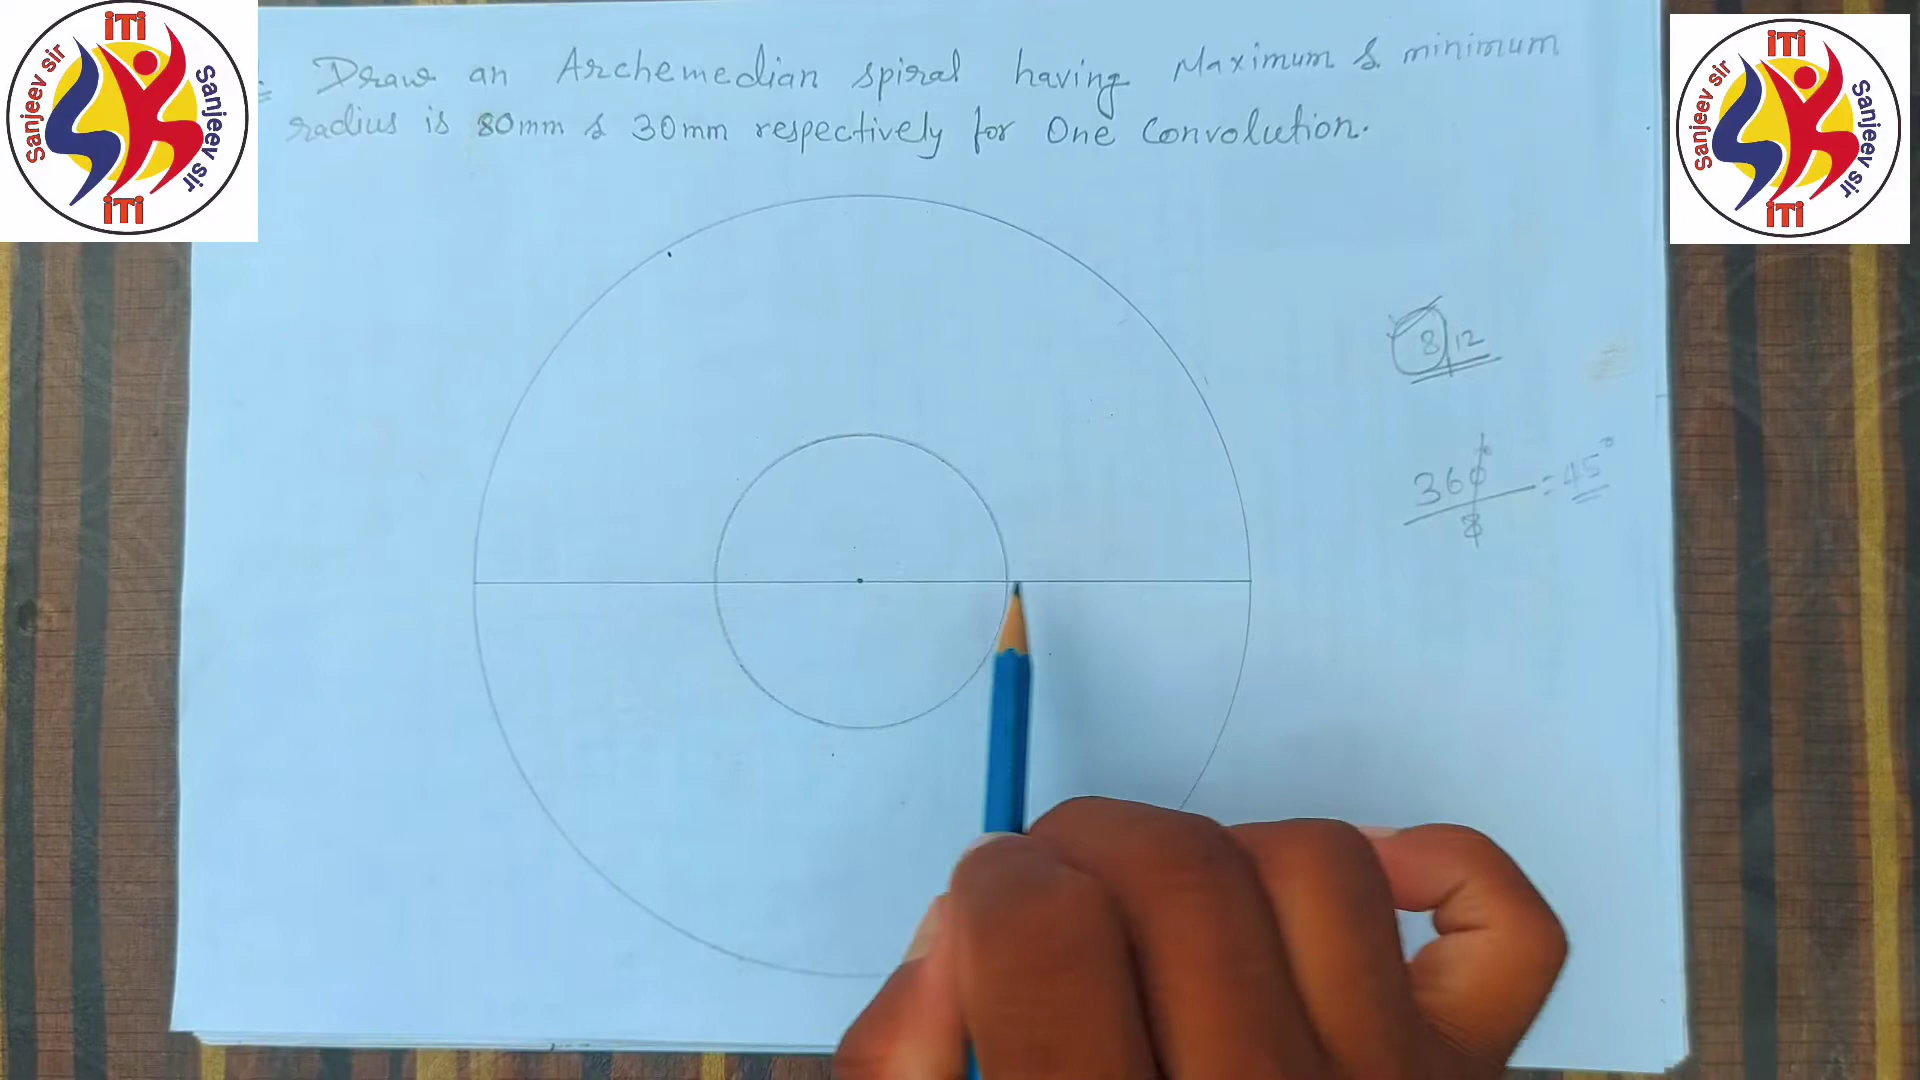 iTi
Sanjeev sir
Sanjeev sir
iTi
Draw an Archemedian spiral having Maximum & minimum
radius is 80mm & 30mm respectively for One Convolution.
iTi
Sanjeev sir
Sanjeev sir
iTi
8/12
360°/8 = 45°